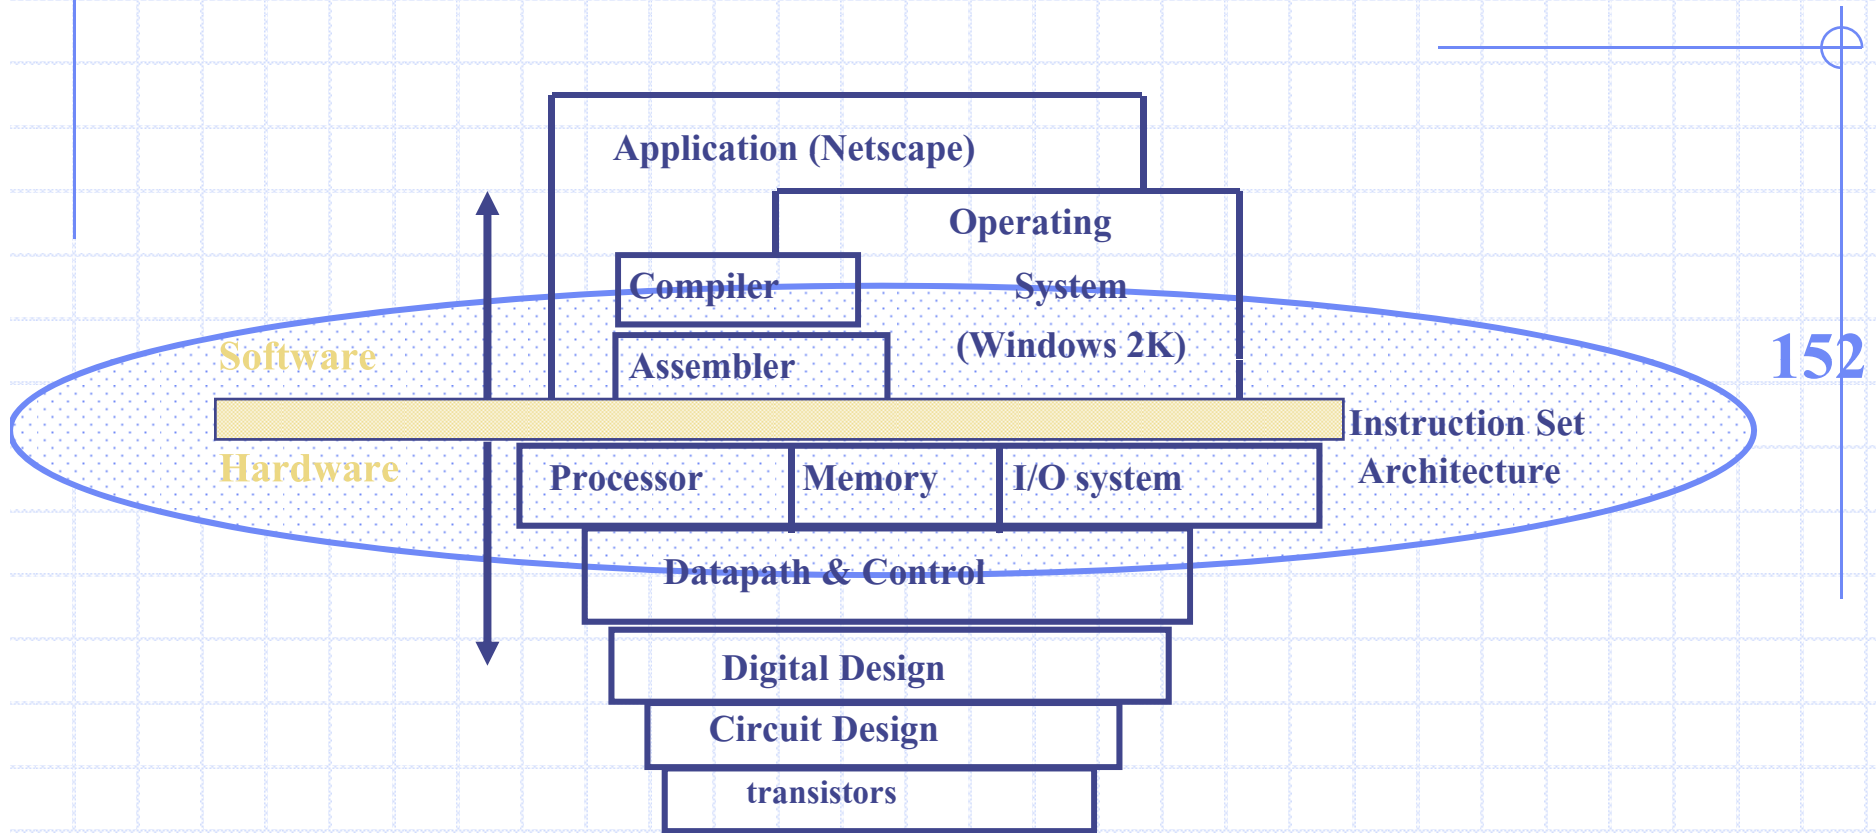 Application (Netscape)
Operating
Compiler
System
(Windows 2K)
Software
Assembler
152
Instruction Set
Hardware
Processor
Memory
I/O system
Architecture
Datapath & Control
Digital Design
Circuit Design
transistors